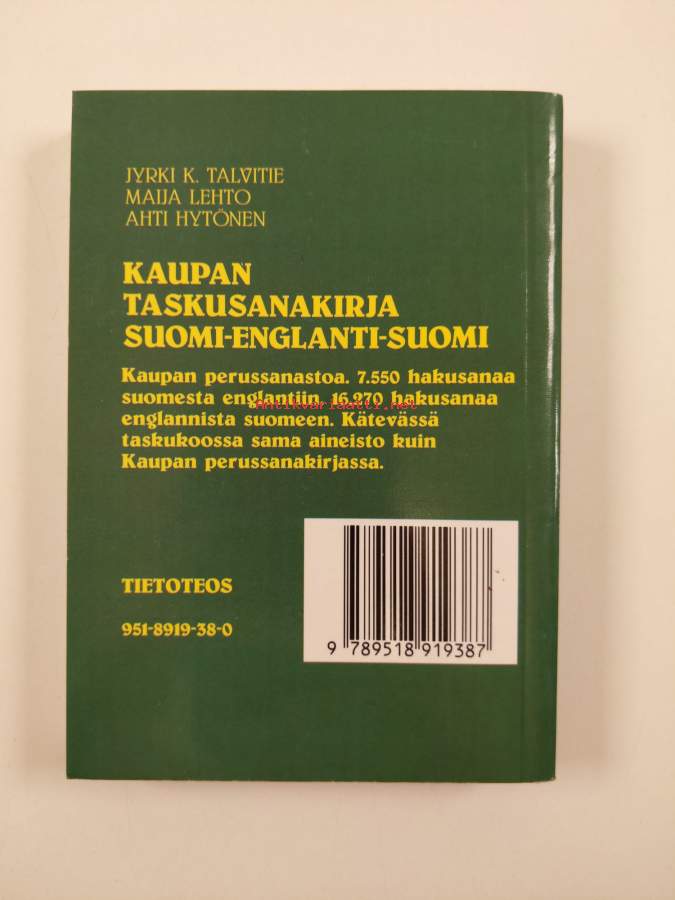 JYRKI K. TALVITIE
MAIJA LEHTO
AHTI HYTÖNEN
KAUPAN
TASKUSANAKIRJA
SUOMI-ENGLANTI-SUOMI
Kaupan perussanastoa. 7.550 hakusanaa
suomesta englantiin 16.270 hakusanaa
Antikvariaatti.net
englannista suomeen. Kätevässä
taskukoossa sama aineisto kuin
Kaupan perussanakirjassa.
TIETOTEOS
951-8919-38-0
9 789518 919387